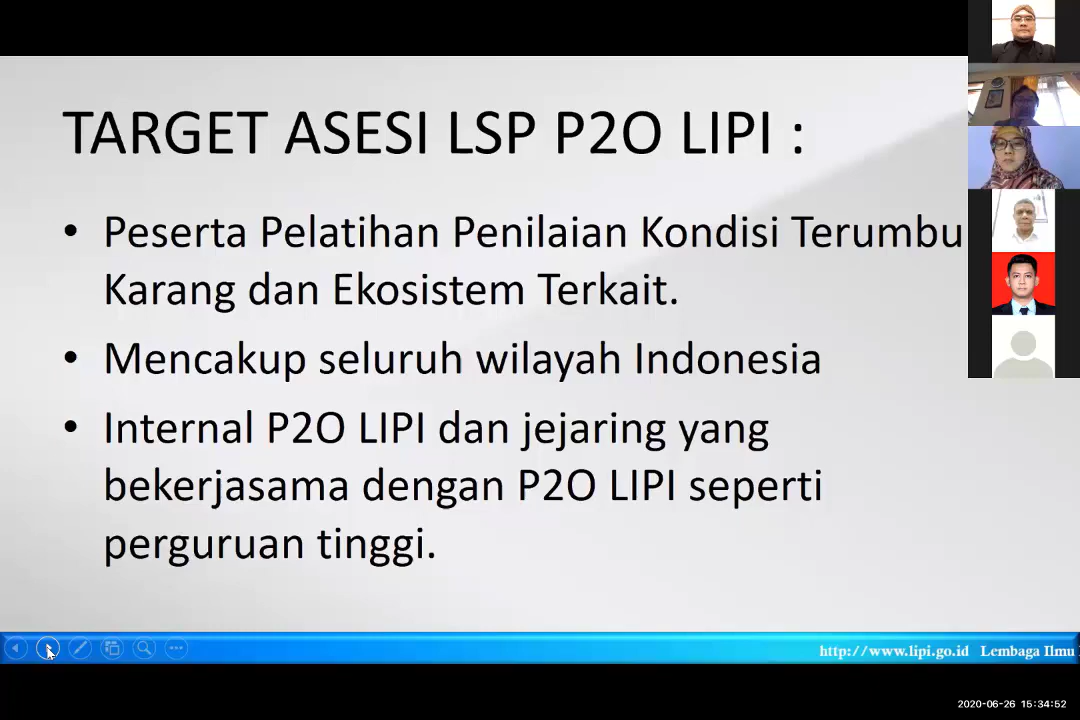 TARGET ASESI LSP P2O LIPI :
• Peserta Pelatihan Penilaian Kondisi Terumbu
Karang dan Ekosistem Terkait.
• Mencakup seluruh wilayah Indonesia
• Internal P2O LIPI dan jejaring yang
bekerjasama dengan P2O LIPI seperti
perguruan tinggi.
http://www.lipi.go.id Lembaga Ilmu
2020-06-26 15:34:52